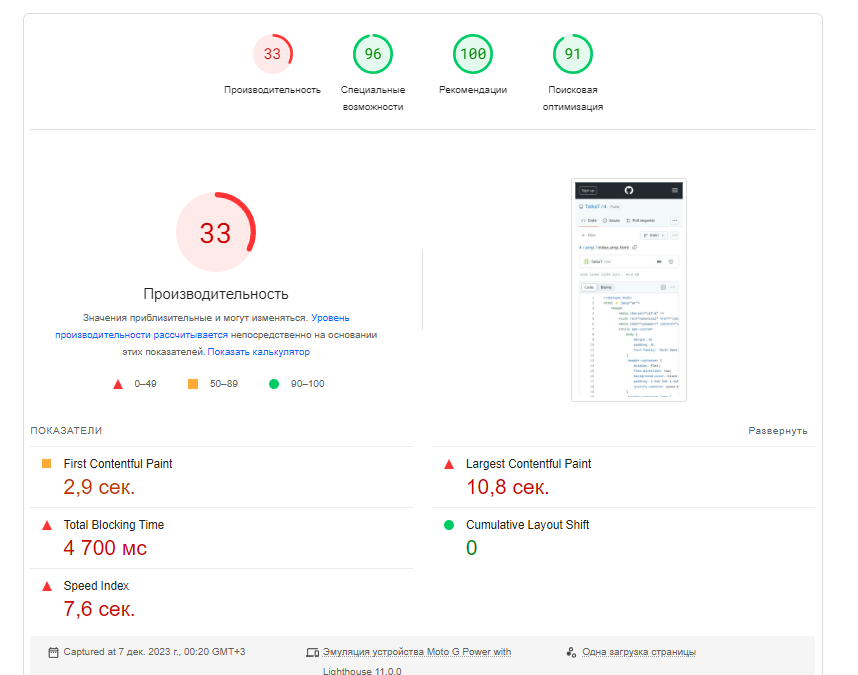 33
96
100
91
Производительность
Специальные
возможности
Рекомендации
Поисковая
оптимизация
33
Производительность
Значения приблизительные и могут изменяться. Уровень
производительности рассчитывается непосредственно на основании
этих показателей. Показать калькулятор
0–49
50–89
90–100
ПОКАЗАТЕЛИ
Развернуть
First Contentful Paint
2,9 сек.
Largest Contentful Paint
10,8 сек.
Total Blocking Time
4 700 мс
Cumulative Layout Shift
0
Speed Index
7,6 сек.
Captured at 7 дек. 2023 г., 00:20 GMT+3
Эмуляция устройства Moto G Power with
Lighthouse 11.0.0
Одна загрузка страницы